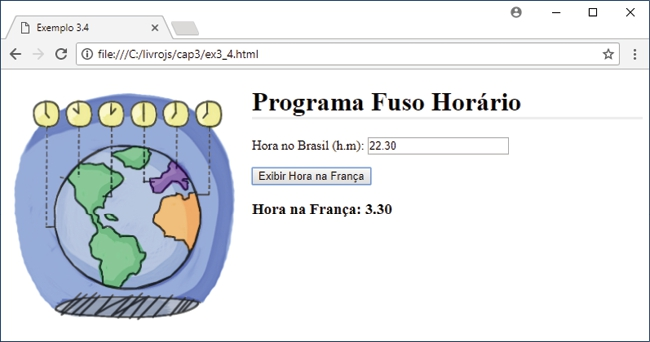 Exemplo 3.4
file:///C:/livrojs/cap3/ex3_4.html
Programa Fuso Horário
Hora no Brasil (h.m): 22.30
Exibir Hora na França
Hora na França: 3.30